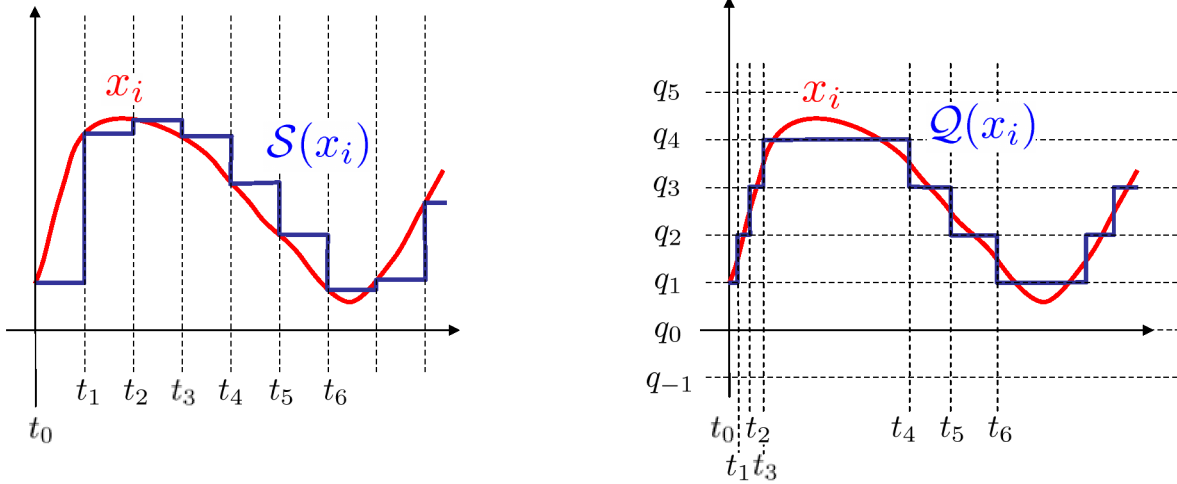 x_i
S(x_i)
t_1 t_2 t_3 t_4 t_5 t_6
t_0
q_5
x_i
Q(x_i)
q_4
q_3
q_2
q_1
q_0
q_{-1}
t_0 t_2 t_4 t_5 t_6
t_1 t_3